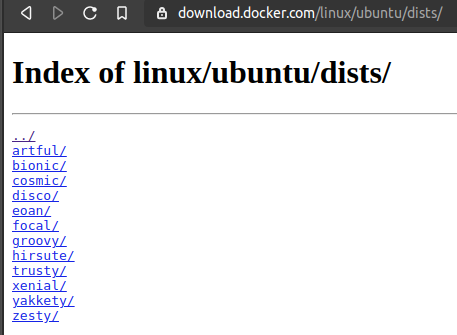 download.docker.com/linux/ubuntu/dists/
Index of linux/ubuntu/dists/
../
artful/
bionic/
cosmic/
disco/
eoan/
focal/
groovy/
hirsute/
trusty/
xenial/
yakkety/
zesty/